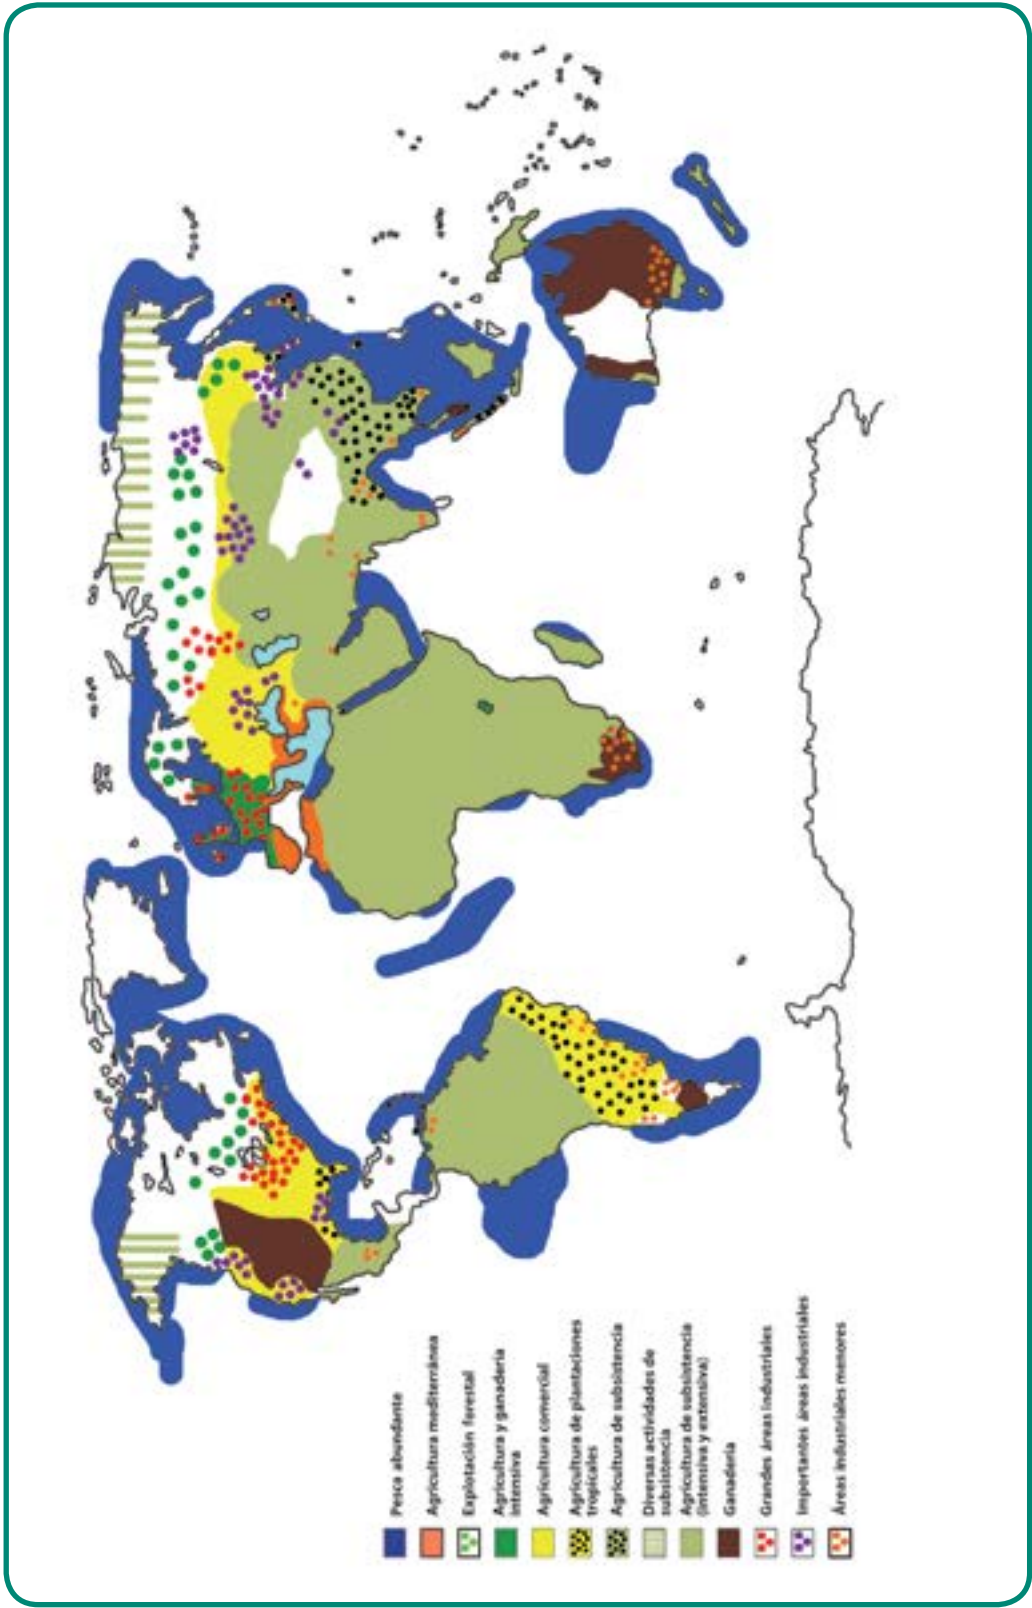 Pesca abundante
Agricultura mediterránea
Explotación forestal
Agricultura y ganadería
intensiva
Agricultura comercial
Agricultura de plantaciones
tropicales
Agricultura de subsistencia
Diversas actividades de
subsistencia
Agricultura de subsistencia
(intensiva y extensiva)
Ganadería
Grandes áreas industriales
Importantes áreas industriales
Áreas industriales menores